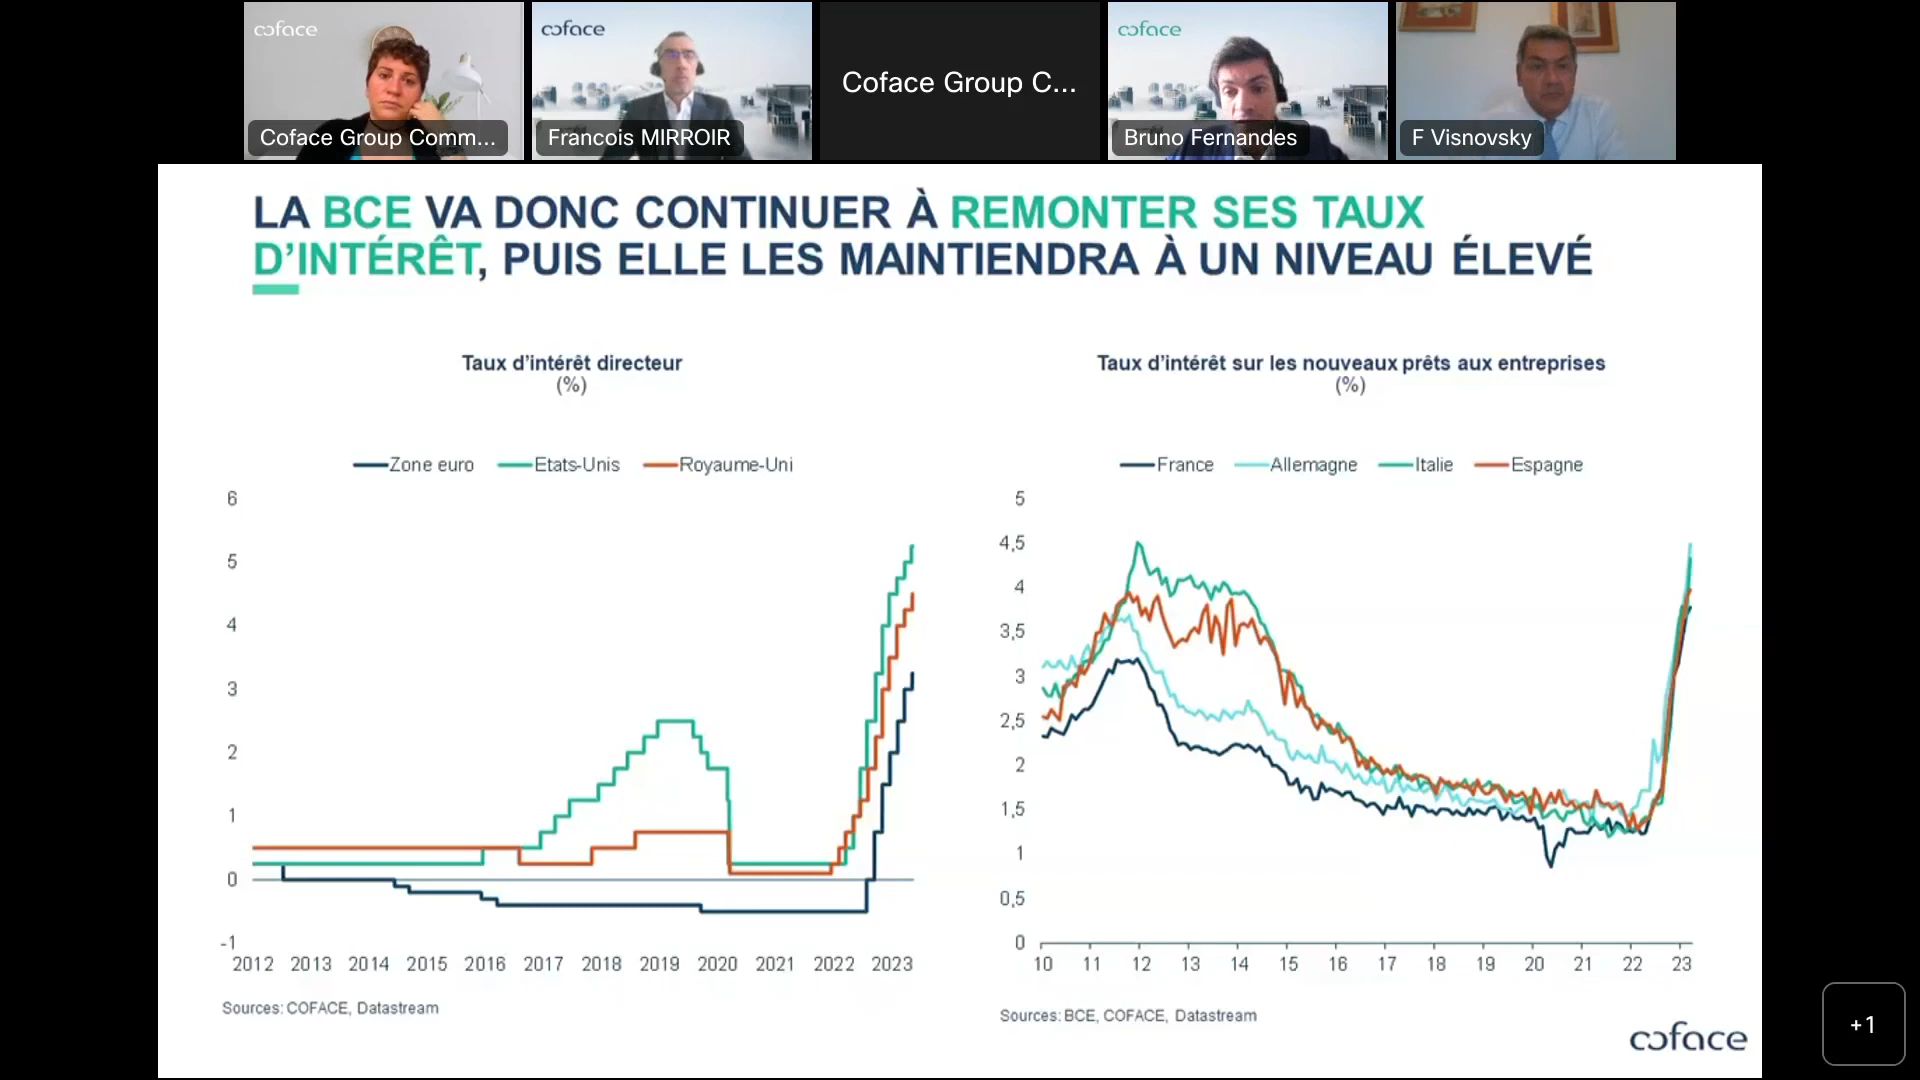 coface
coface
coface
Coface Group Comm...
Francois MIRROIR
Coface Group C...
Bruno Fernandes
F Visnovsky
LA BCE VA DONC CONTINUER À REMONTER SES TAUX
D'INTÉRÊT, PUIS ELLE LES MAINTIENDRA À UN NIVEAU ÉLEVÉ
Taux d'intérêt directeur
(%)
Zone euro Etats-Unis Royaume-Uni
6
5
4
3
2
1
0
-1
2012 2013 2014 2015 2016 2017 2018 2019 2020 2021 2022 2023
Sources: COFACE, Datastream
Taux d'intérêt sur les nouveaux prêts aux entreprises
(%)
France Allemagne Italie Espagne
5
4,5
4
3,5
3
2,5
2
1,5
1
0,5
0
10 11 12 13 14 15 16 17 18 19 20 21 22 23
Sources: BCE, COFACE, Datastream
coface
+1